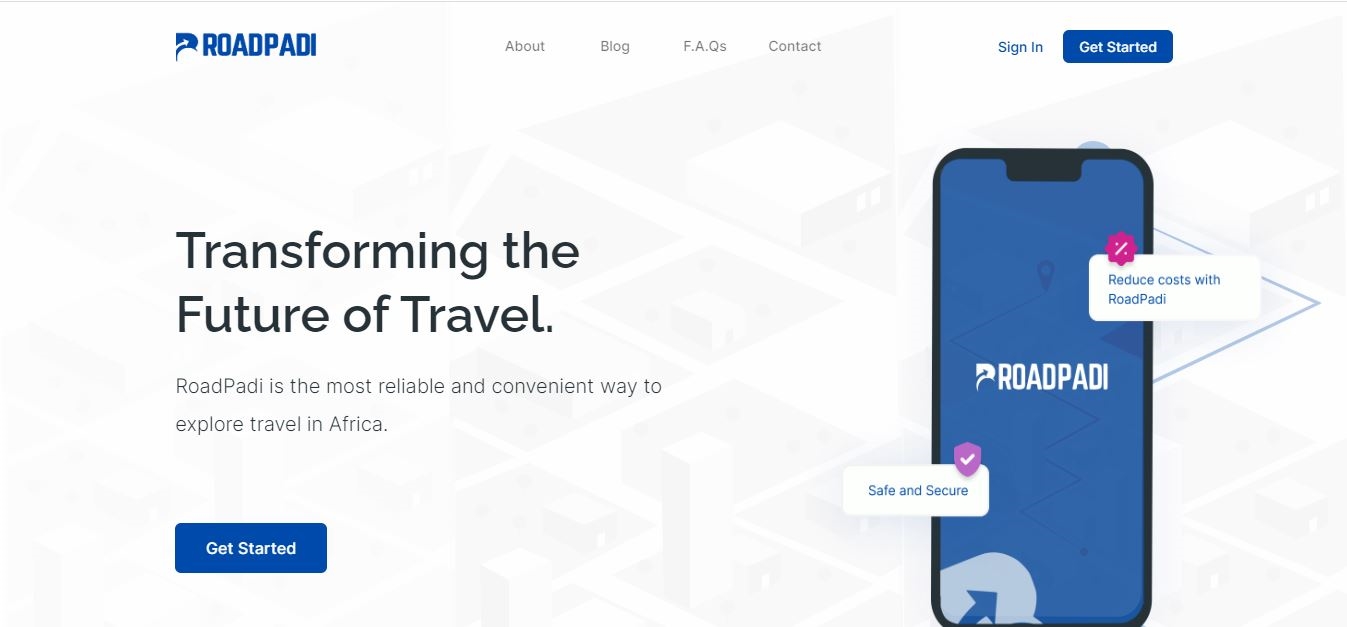 ROADPADI
About
Blog
F.A.Qs
Contact
Sign In
Get Started
Transforming the
Future of Travel.
RoadPadi is the most reliable and convenient way to
explore travel in Africa.
Get Started
Reduce costs with
RoadPadi
ROADPADI
Safe and Secure